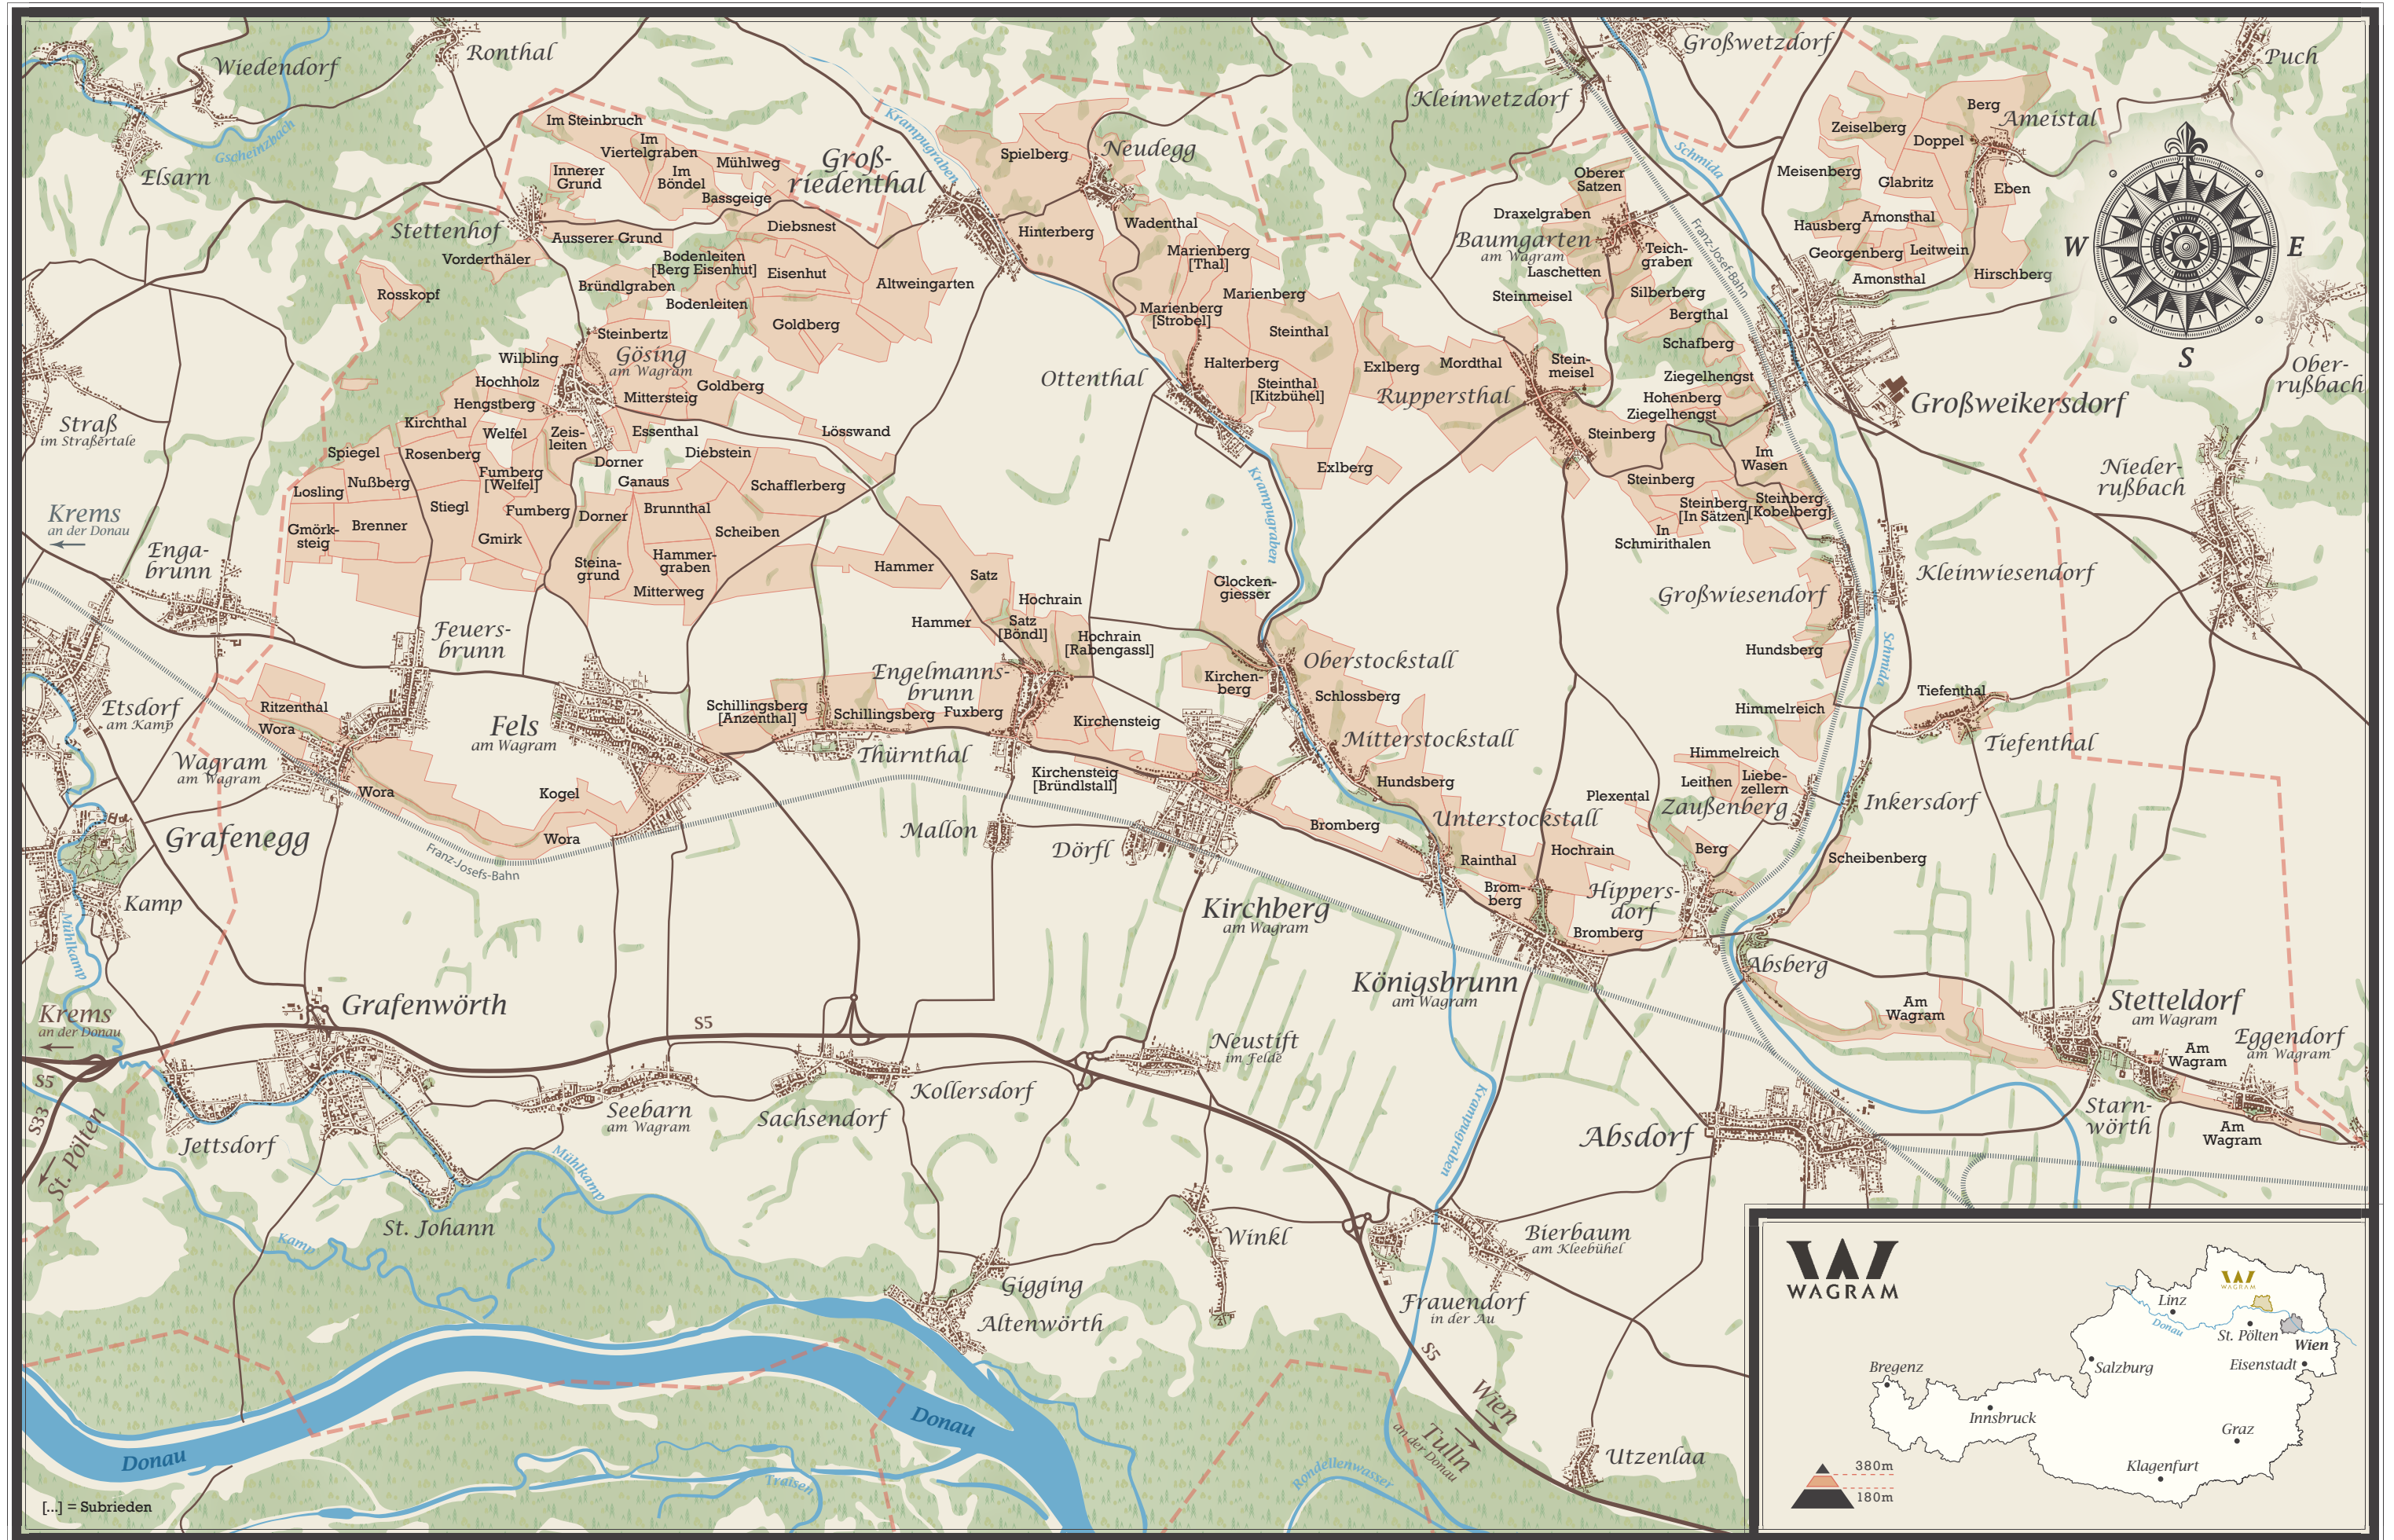 Wiedendorf
Ronthal
Gscheinzbach
Elsarn
Krampugraben
Großwetzdorf
Kleinwetzdorf
Schmida
Puch
Im Steinbruch
Im
Viertelgraben
Mühlweg
Innerer
Grund
Im
Böndel
Bassgeige
Groß-
riedenthal
Spielberg
Neudegg
Wadenthal
Hinterberg
Stettenhof
Vorderthäler
Ausserer Grund
Diebsnest
Bodenleiten
[Berg Eisenhut]
Eisenhut
Bründlgraben
Bodenleiten
Altweingarten
Goldberg
Rosskopf
Marienberg
[Thal]
Marienberg
Marienberg
[Strobel]
Steinthal
Halterberg
Steinthal
[Kitzbühel]
Ottenthal
Exlberg
Mordthal
Ruppersthal
Exlberg
Oberer
Satzen
Draxelgraben
Baumgarten
am Wagram
Teich-
graben
Laschetten
Steinmeisel
Silberberg
Bergthal
Schafberg
Stein-
meisel
Ziegelhengst
Hohenberg
Ziegelhengst
Steinberg
Im
Wasen
Steinberg
Steinberg
[In Sätzen]
Steinberg
[Kobelberg]
In
Schmirithalen
Franz-Josef-Bahn
Berg
Ameistal
Zeiselberg
Doppel
Meisenberg
Glabritz
Eben
Amonsthal
Hausberg
Georgenberg
Leitwein
Amonsthal
Hirschberg
W
E
S
Ober-
rußbach
Großweikersdorf
Nieder-
rußbach
Straß
im Straßertale
Krems
an der Donau
Enga-
brunn
Steinbertz
Gösing
am Wagram
Wilbling
Hochholz
Hengstberg
Mittersteig
Goldberg
Kirchthal
Welfel
Zeis-
leiten
Essenthal
Lösswand
Spiegel
Rosenberg
Dorner
Diebstein
Fumberg
[Welfel]
Ganaus
Schafflerberg
Nußberg
Losling
Stiegl
Fumberg
Dorner
Brunnthal
Gmörk-
steig
Brenner
Gmirk
Scheiben
Steina-
grund
Hammer-
graben
Mitterweg
Hammer
Satz
Hochrain
Hammer
Satz
[Böndl]
Hochrain
[Rabengassl]
Krampugraben
Glocken-
giesser
Großwiesendorf
Kleinwiesendorf
Hundsberg
Schmida
Feuers-
brunn
Engelmanns-
brunn
Oberstockstall
Kirchen-
berg
Schlossberg
Etsdorf
am Kamp
Ritzenthal
Wora
Fels
am Wagram
Schillingsberg
[Anzenthal]
Schillingsberg
Fuxberg
Kirchensteig
Thürnthal
Mitterstockstall
Himmelreich
Tiefenthal
Tiefenthal
Wagram
am Wagram
Wora
Kogel
Wora
Kirchensteig
[Bründlstall]
Hundsberg
Himmelreich
Leithen
Liebe-
zellern
Plexental
Zaußenberg
Inkersdorf
Grafenegg
Franz-Josefs-Bahn
Mallon
Dörfl
Bromberg
Unterstockstall
Rainthal
Hochrain
Berg
Scheibenberg
Kamp
Mühlkamp
Kirchberg
am Wagram
Brom-
berg
Hippers-
dorf
Bromberg
Königsbrunn
am Wagram
Absberg
Am
Wagram
Stetteldorf
am Wagram
Eggendorf
am Wagram
Am
Wagram
Starn-
wörth
Am
Wagram
Krems
an der Donau
Grafenwörth
S5
S5
S33
St. Pölten
Jettsdorf
Seebarn
am Wagram
Sachsendorf
Kollersdorf
Neustift
im Felde
Krampugraben
Absdorf
Mühlkamp
St. Johann
Kamp
Winkl
Bierbaum
am Kleebühel
Gigging
Altenwörth
Frauendorf
in der Au
S5
Wien
Tulln
an der Donau
Utzenlaa
Donau
Donau
Traisen
Rondellenwasser
[...] = Subrieden
WAGRAM
WAGRAM
Linz
Donau
St. Pölten
Wien
Eisenstadt
Salzburg
Bregenz
Innsbruck
Graz
Klagenfurt
380m
180m